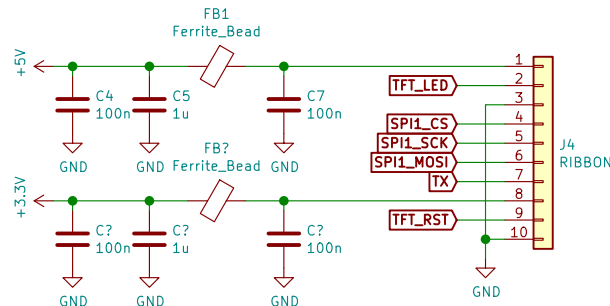 FB1
Ferrite_Bead
+5V
C4
100n
C5
1u
C7
100n
GND
GND
GND
FB?
Ferrite_Bead
+3.3V
C?
100n
C?
1u
C?
100n
GND
GND
GND
1
TFT_LED 2
3
SPI1_CS 4
SPI1_SCK 5
SPI1_MOSI 6
TX 7
8
TFT_RST 9
10
J4
RIBBON
GND